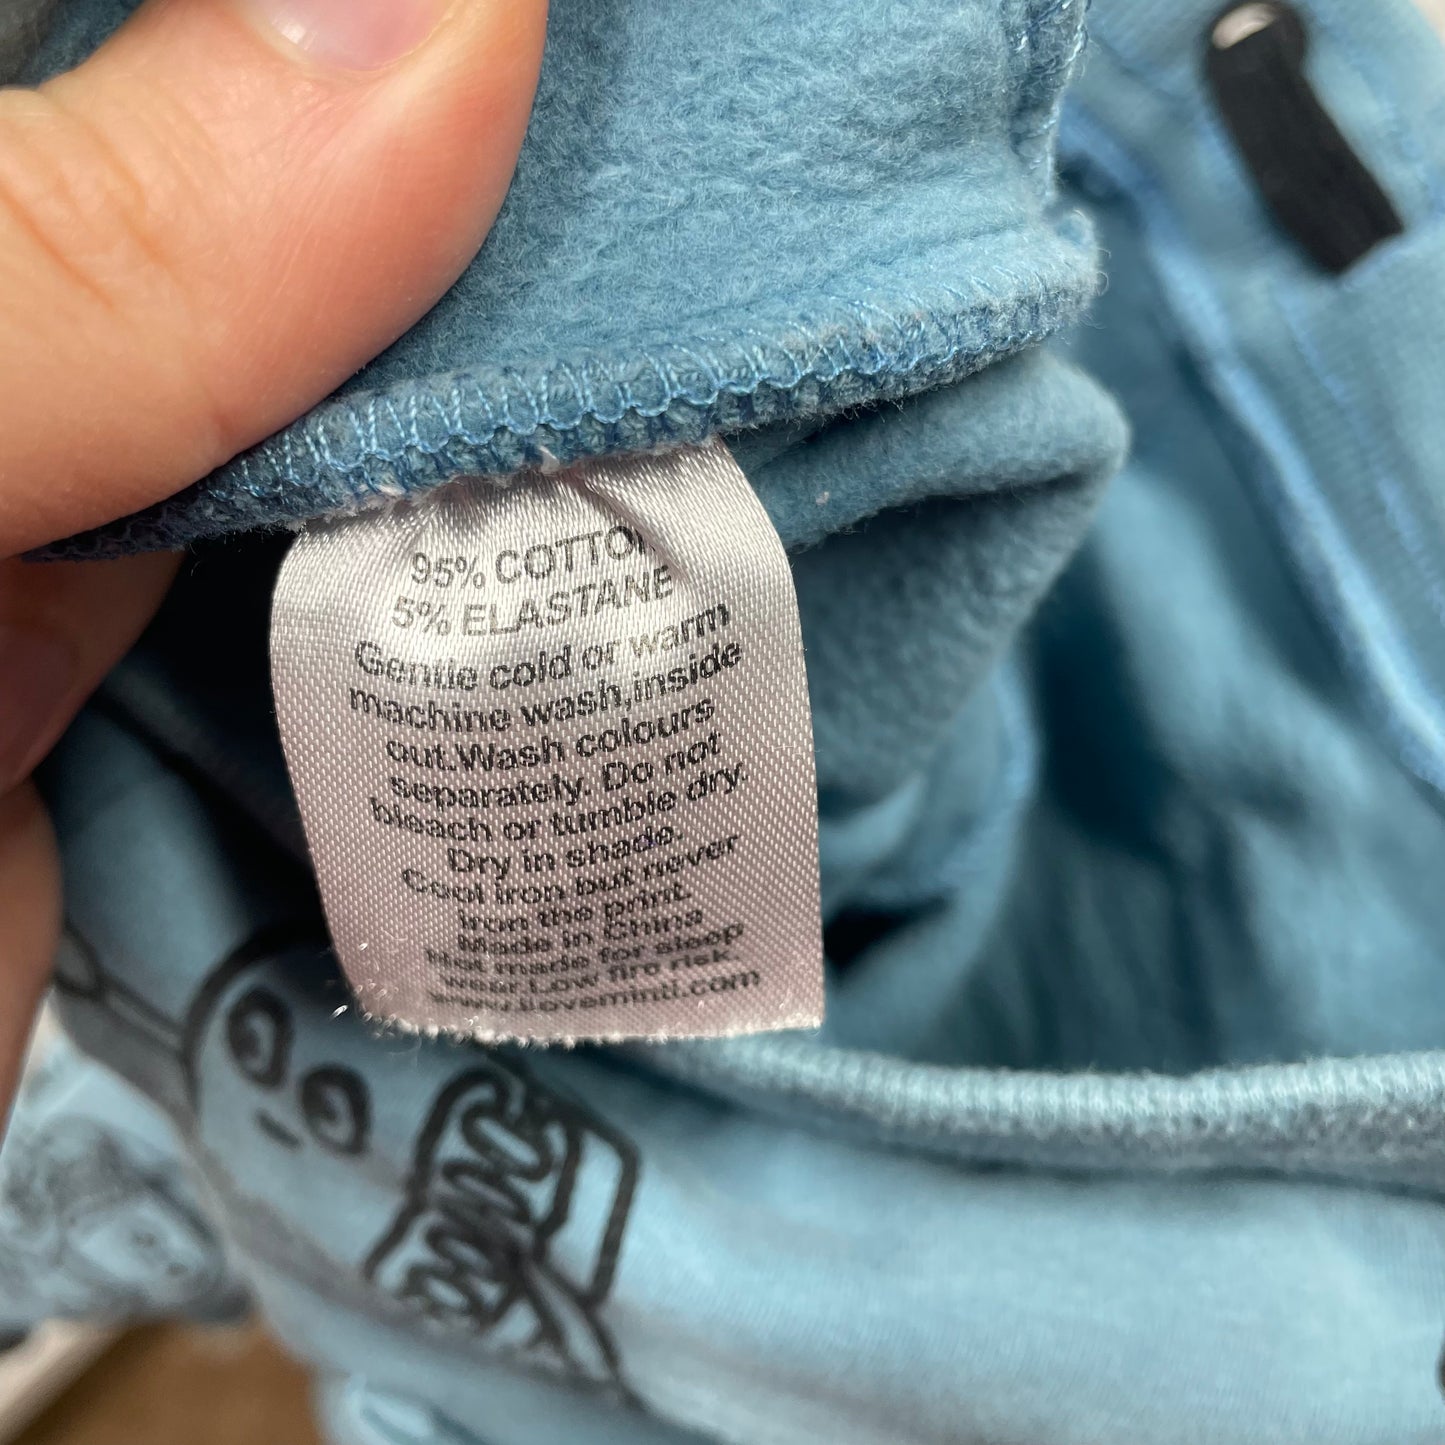 95% COTTON
5% ELASTANE
Gentle cold or warm
machine wash,inside
out.Wash colours
separately. Do not
bleach or tumble dry.
Dry in shade.
Cool iron but never
iron the print.
Made in China
Not made for sleep
wear.Low fire risk.
www.iloveminti.com